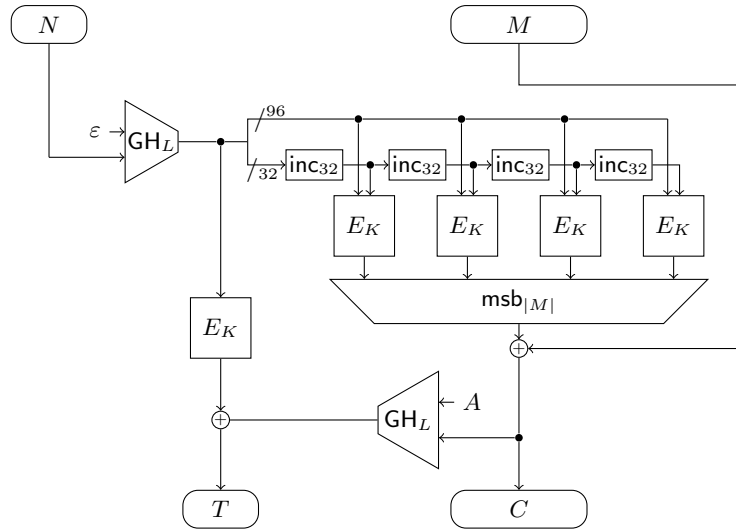 N M
96
ε GH_L
32 inc_32 inc_32 inc_32 inc_32
E_K E_K E_K E_K
msb_|M|
E_K
GH_L A
T C